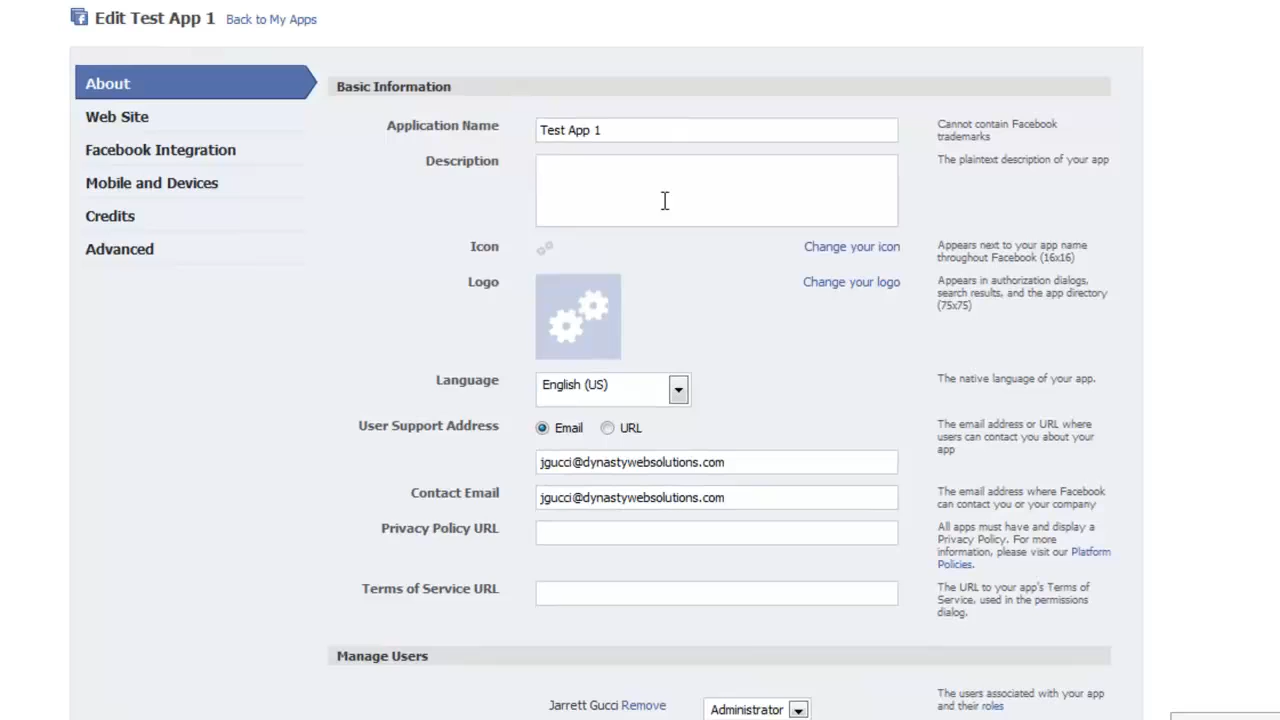 Edit Test App 1 Back to My Apps
About
Web Site
Facebook Integration
Mobile and Devices
Credits
Advanced
Basic Information
Application Name
Test App 1
Cannot contain Facebook
trademarks
Description
The plaintext description of your app
Icon
Change your icon
Appears next to your app name
throughout Facebook (16x16)
Logo
Change your logo
Appears in authorization dialogs,
search results, and the app directory
(75x75)
Language
English (US)
The native language of your app.
User Support Address
Email URL
The email address or URL where
users can contact you about your
app
jgucci@dynastywebsolutions.com
Contact Email
jgucci@dynastywebsolutions.com
The email address where Facebook
can contact you or your company
Privacy Policy URL
All apps must have and display a
Privacy Policy. For more
information, please visit our Platform
Policies.
Terms of Service URL
The URL to your app's Terms of
Service, used in the permissions
dialog.
Manage Users
Jarrett Gucci Remove
Administrator
The users associated with your app
and their roles